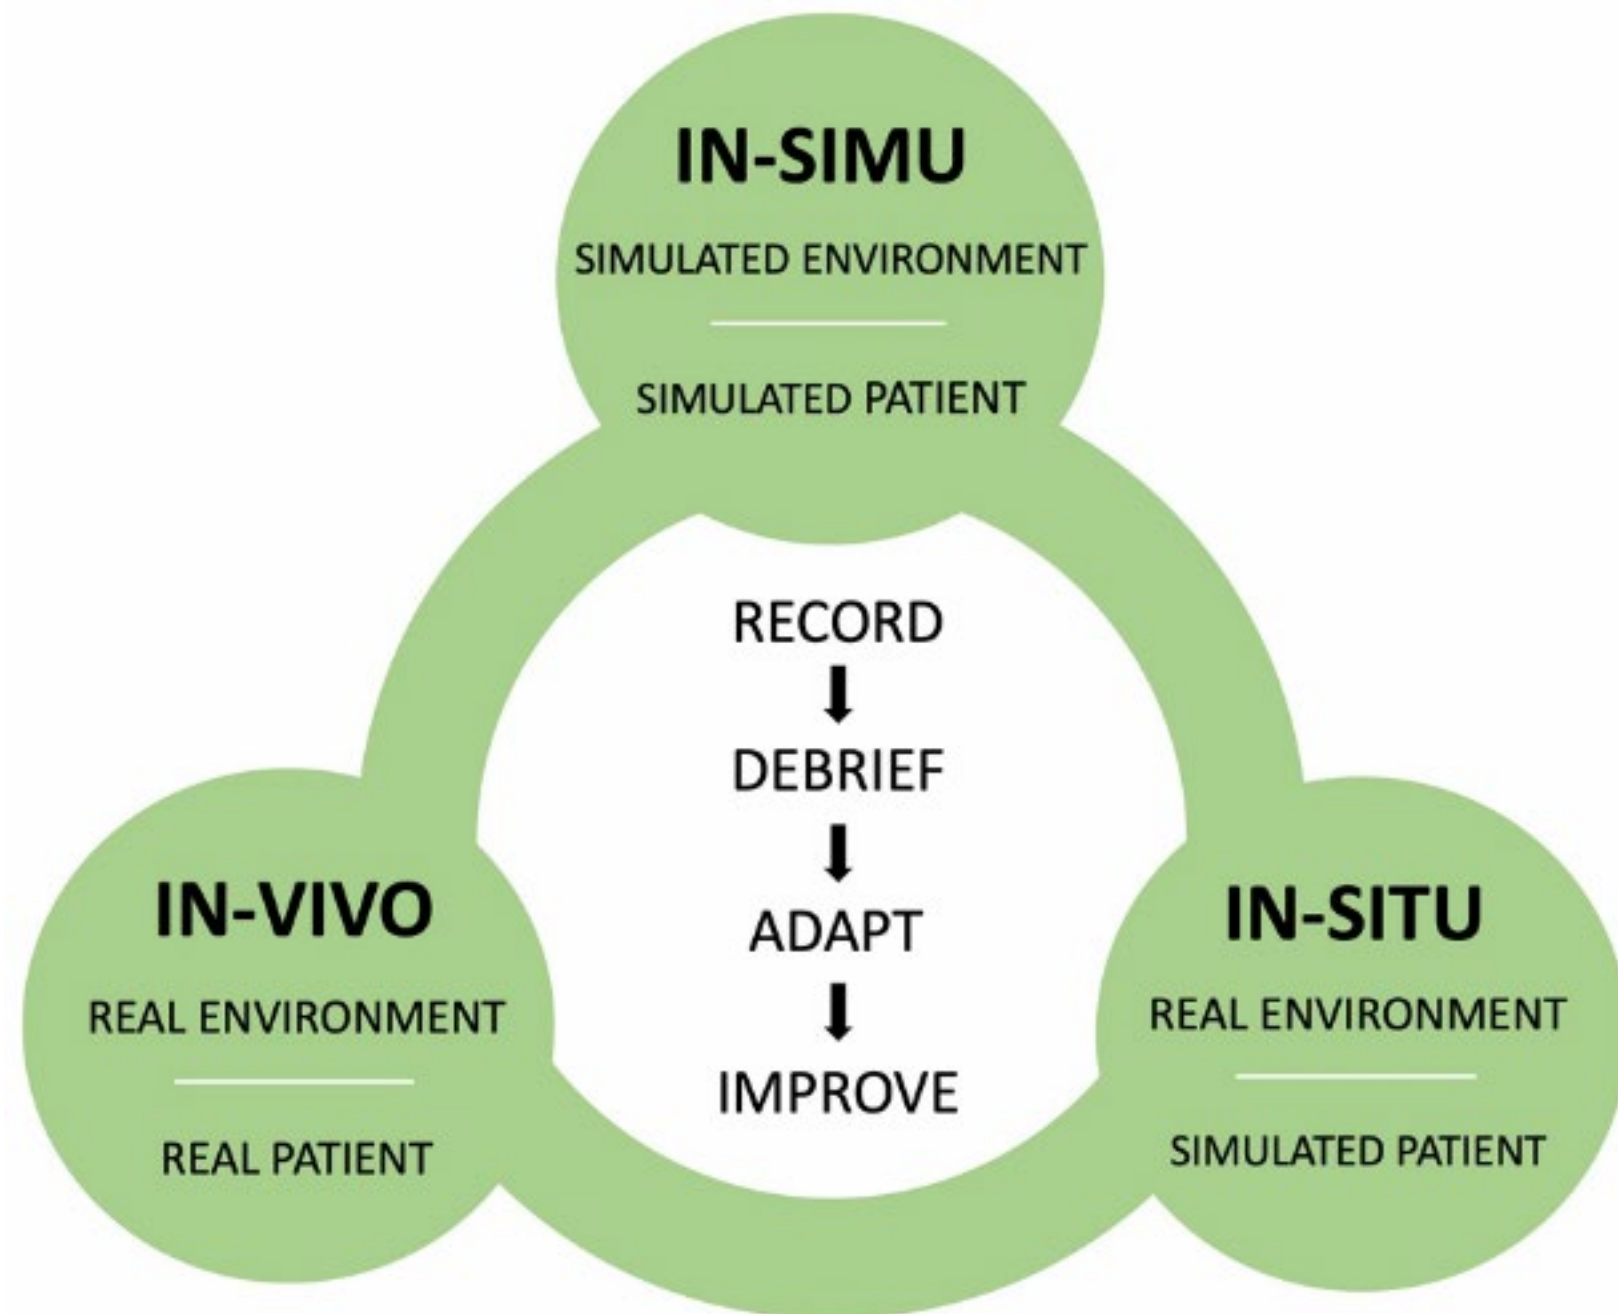 IN-SIMU
SIMULATED ENVIRONMENT
SIMULATED PATIENT
RECORD
DEBRIEF
ADAPT
IMPROVE
IN-VIVO
REAL ENVIRONMENT
REAL PATIENT
IN-SITU
REAL ENVIRONMENT
SIMULATED PATIENT